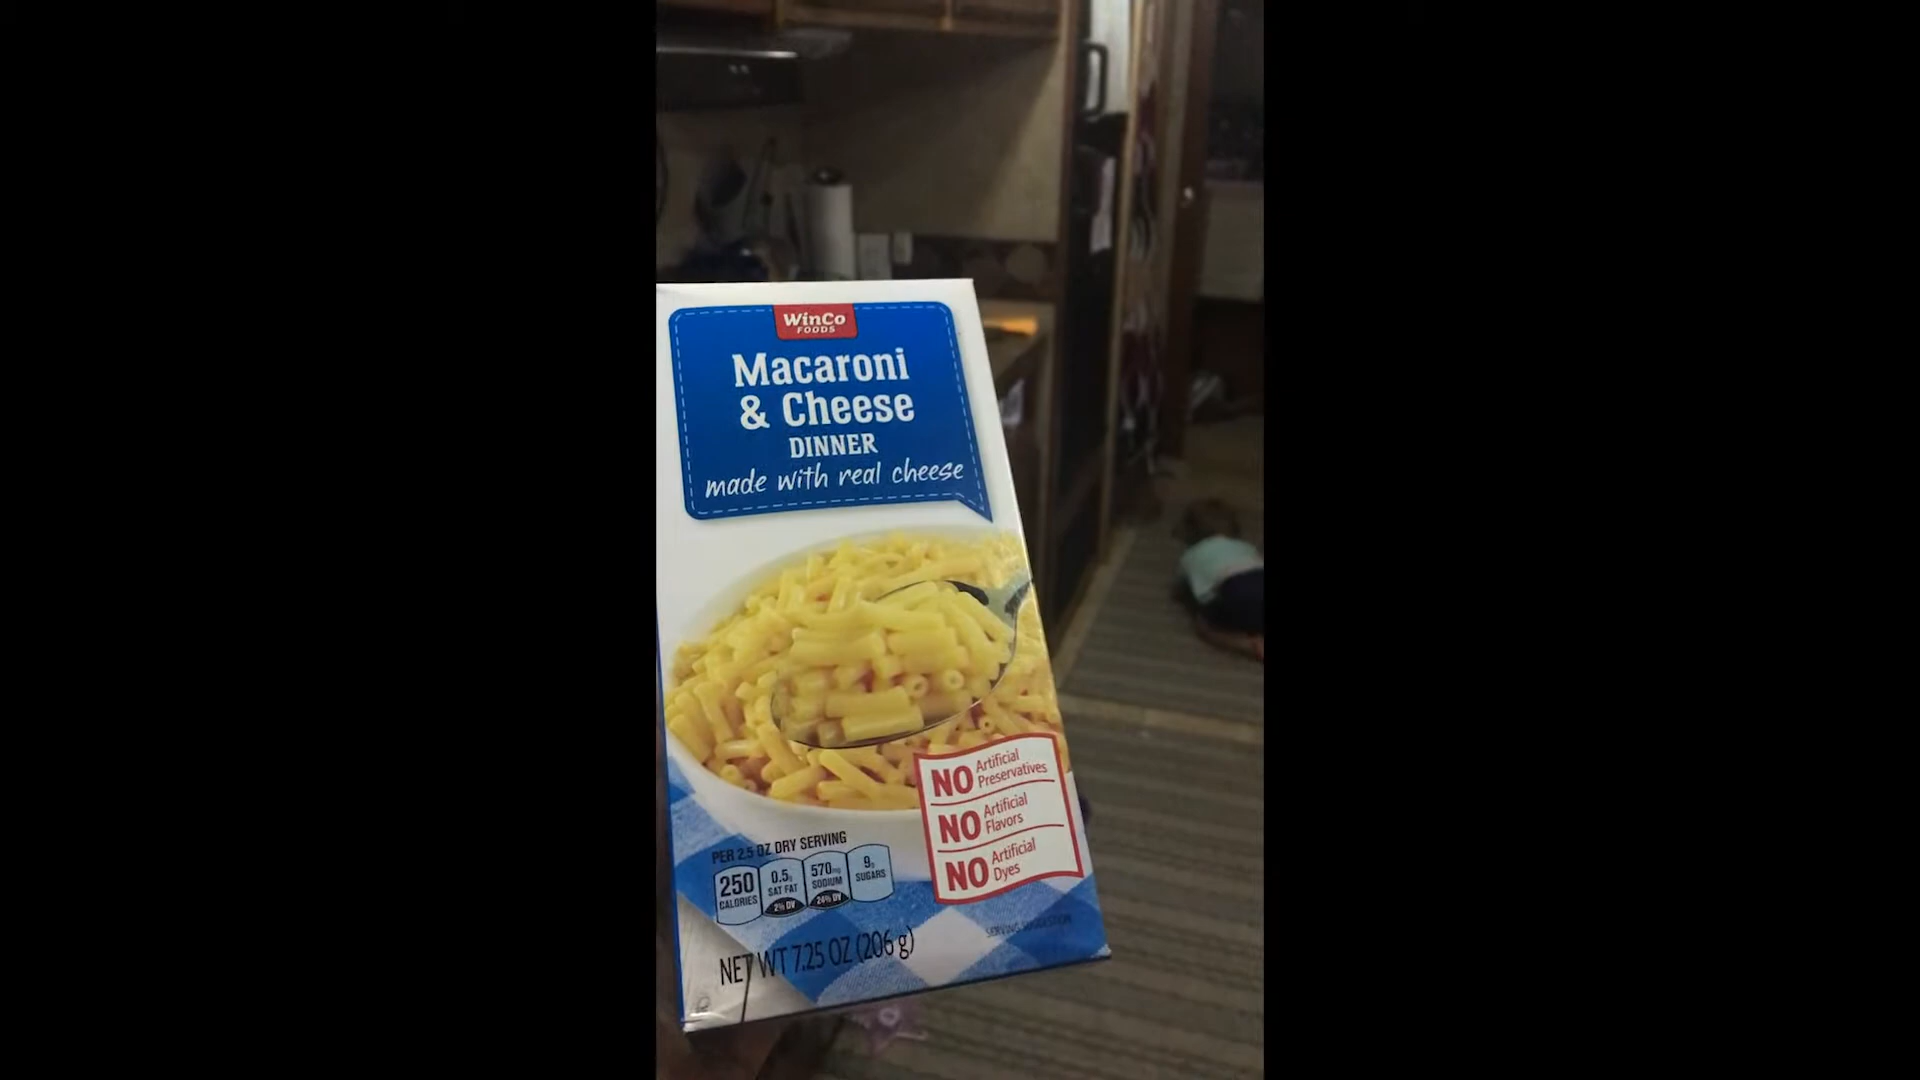 WinCo
FOODS
Macaroni
& Cheese
DINNER
made with real cheese
NO Artificial Preservatives
NO Artificial Flavors
NO Artificial Dyes
PER 2.5 OZ DRY SERVING
250 CALORIES
0.5g SAT FAT 2% DV
570mg SODIUM 24% DV
9g SUGARS
SERVING SUGGESTION
NET WT 7.25 OZ (206 g)